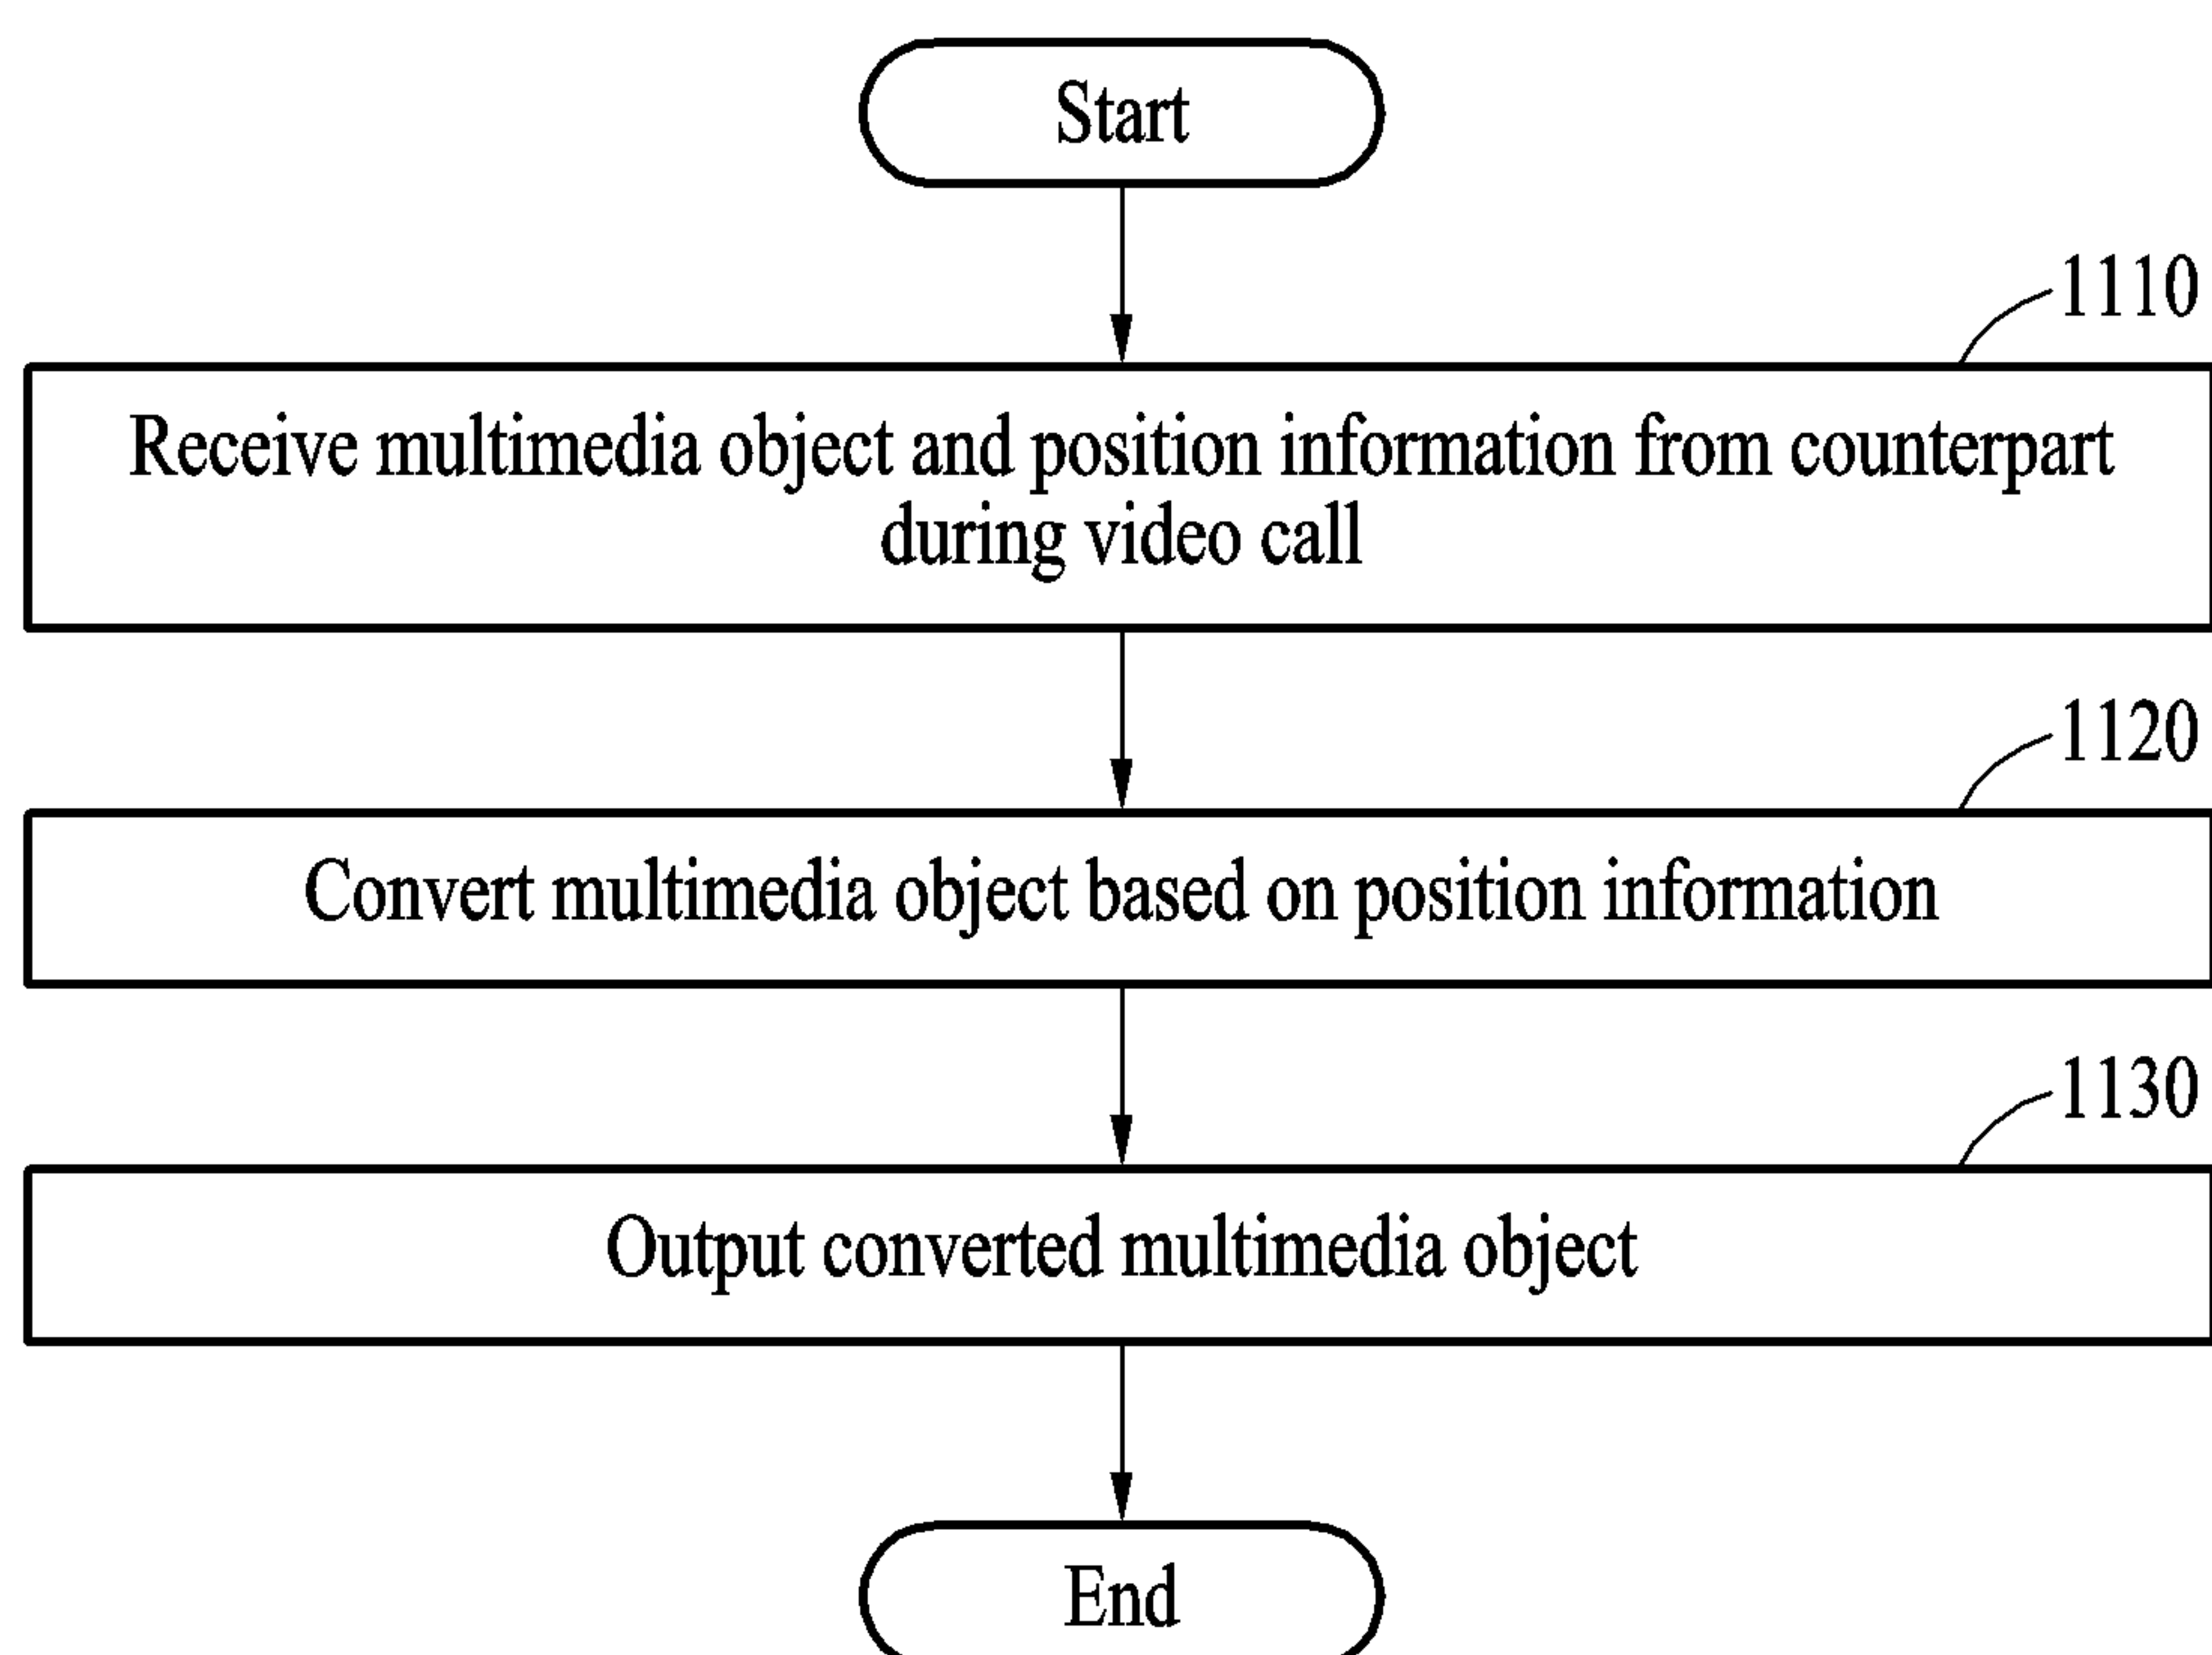 Start
1110
Receive multimedia object and position information from counterpart
during video call
1120
Convert multimedia object based on position information
1130
Output converted multimedia object
End